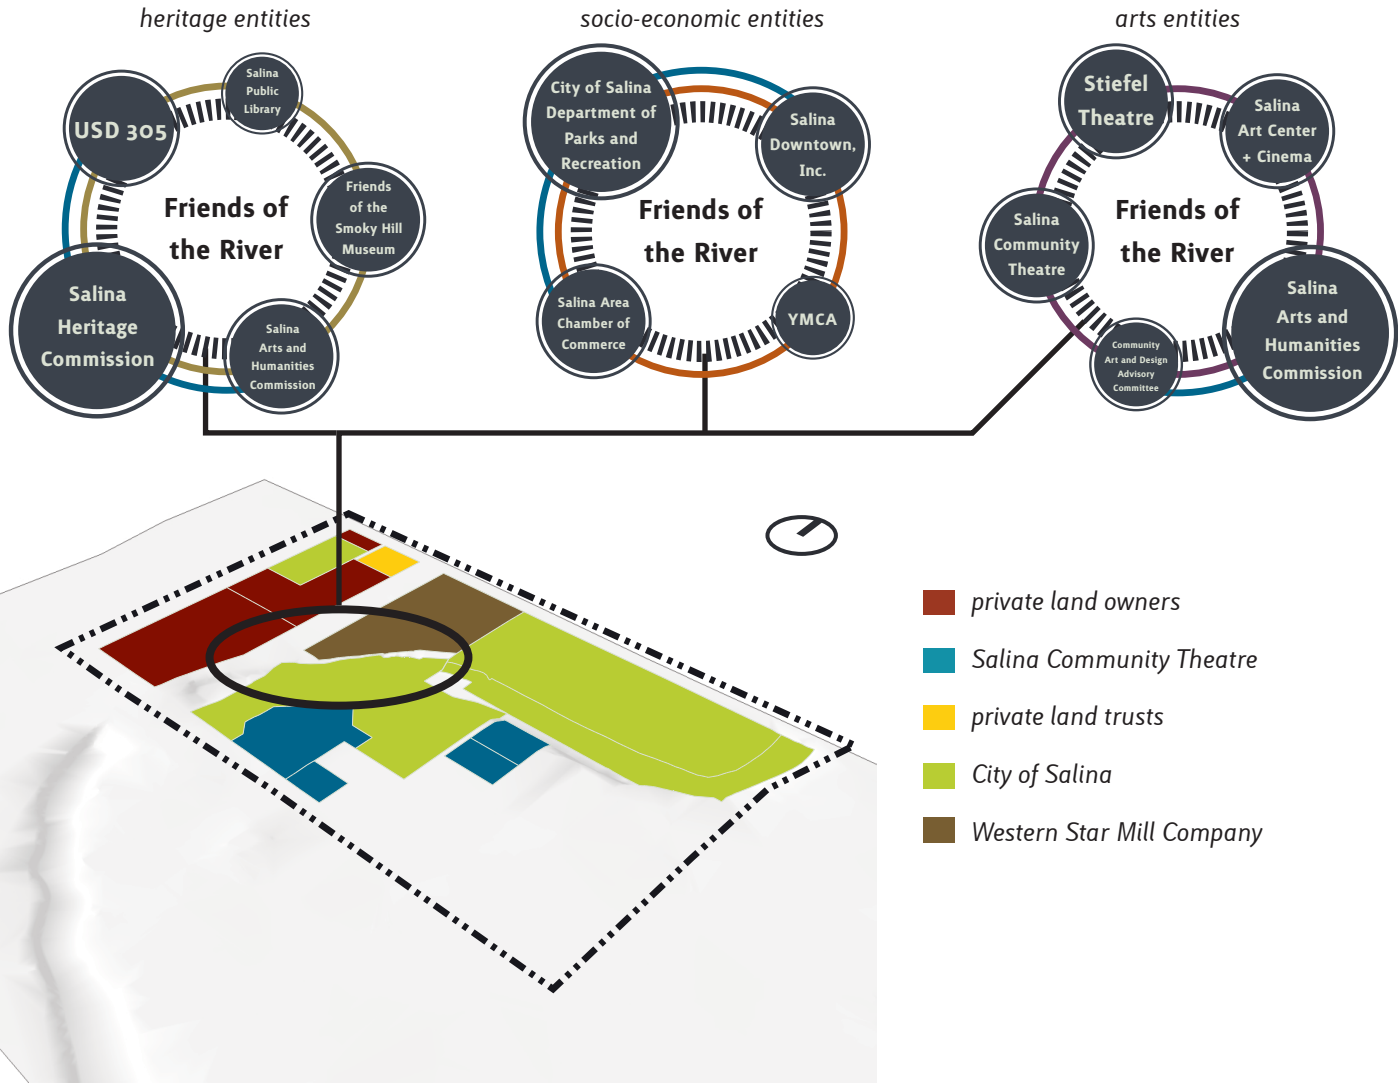 heritage entities
socio-economic entities
arts entities
USD 305
Salina
Public
Library
Friends
of the
Smoky Hill
Museum
Salina
Arts and
Humanities
Commission
Salina
Heritage
Commission
Friends of
the River
City of Salina
Department of
Parks and
Recreation
Salina
Downtown,
Inc.
YMCA
Salina Area
Chamber of
Commerce
Friends of
the River
Stiefel
Theatre
Salina
Art Center
+ Cinema
Salina
Arts and
Humanities
Commission
Community
Art and Design
Advisory
Committee
Salina
Community
Theatre
Friends of
the River
private land owners
Salina Community Theatre
private land trusts
City of Salina
Western Star Mill Company